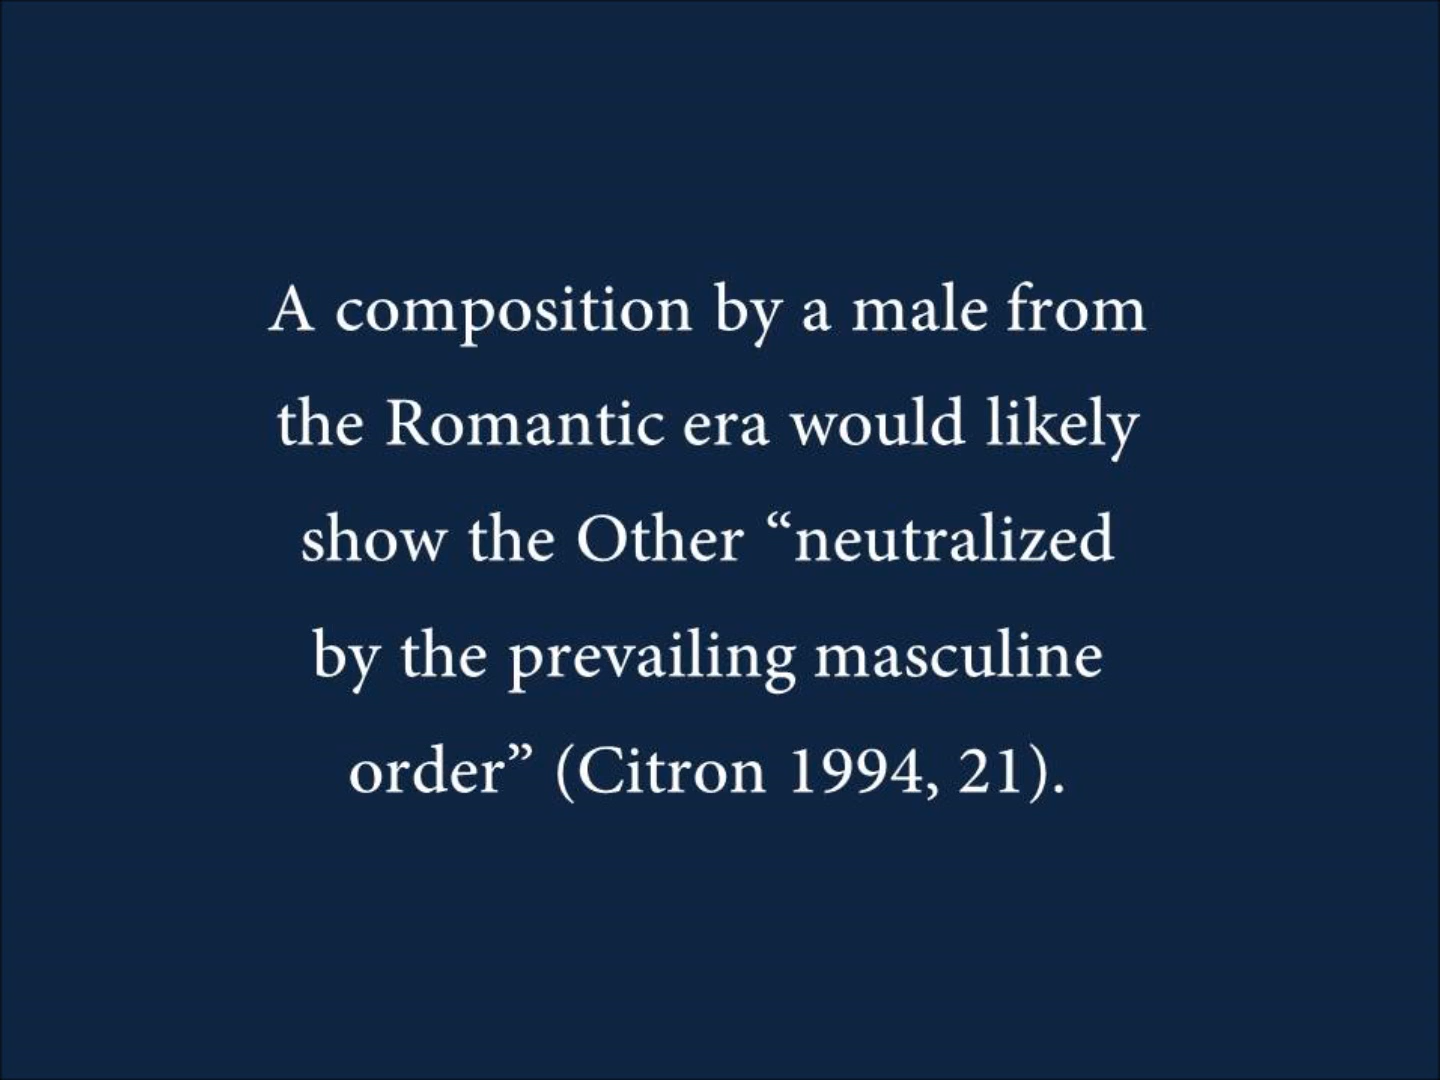 A composition by a male from
the Romantic era would likely
show the Other “neutralized
by the prevailing masculine
order” (Citron 1994, 21).